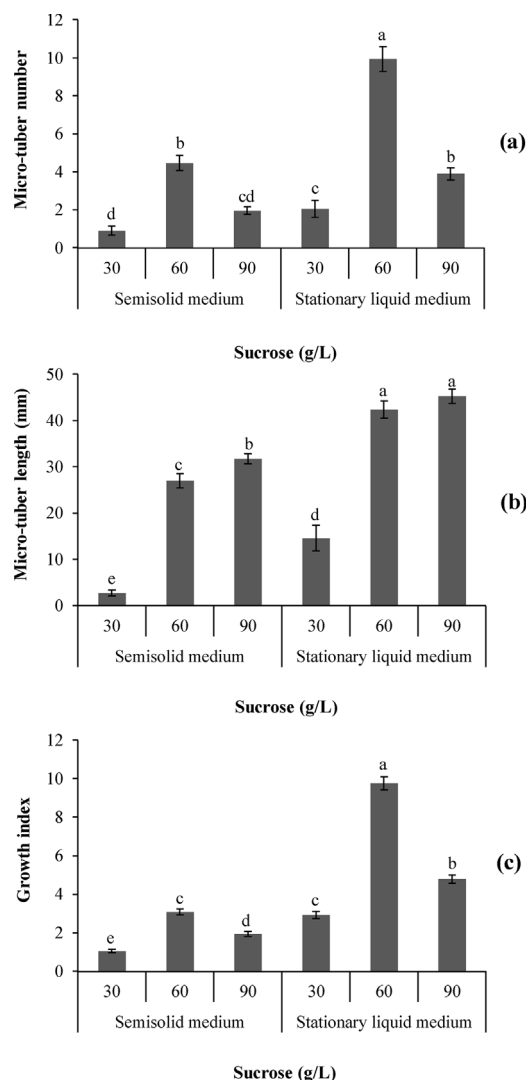 12
10
8
6
4
2
0
Micro-tuber number
d
b
cd
c
a
b
(a)
30 60 90 30 60 90
Semisolid medium Stationary liquid medium
Sucrose (g/L)
50
40
30
20
10
0
Micro-tuber length (mm)
e
c
b
d
a
a
(b)
30 60 90 30 60 90
Semisolid medium Stationary liquid medium
Sucrose (g/L)
12
10
8
6
4
2
0
Growth index
e
c
d
c
a
b
(c)
30 60 90 30 60 90
Semisolid medium Stationary liquid medium
Sucrose (g/L)